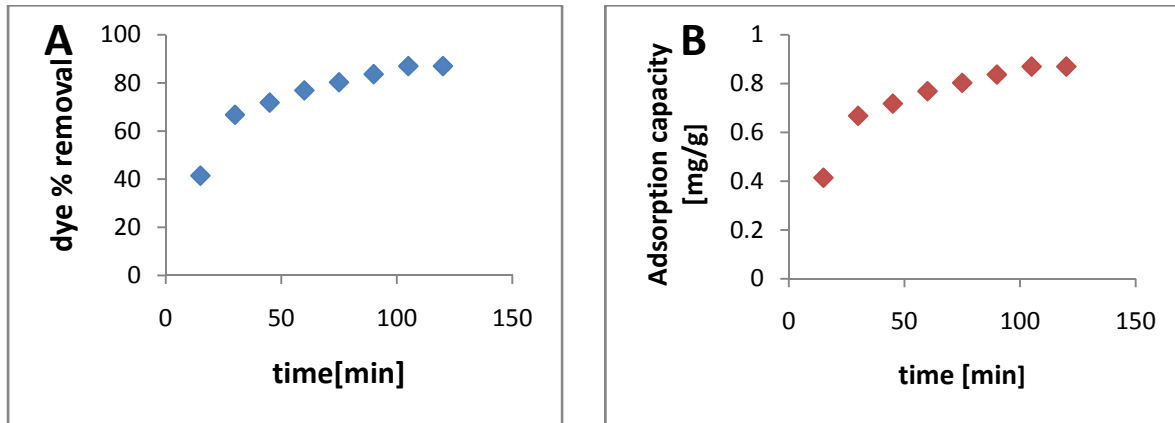 A
dye % removal
100
80
60
40
20
0
0 50 100 150
time[min]
B
Adsorption capacity
[mg/g]
1
0.8
0.6
0.4
0.2
0
0 50 100 150
time [min]